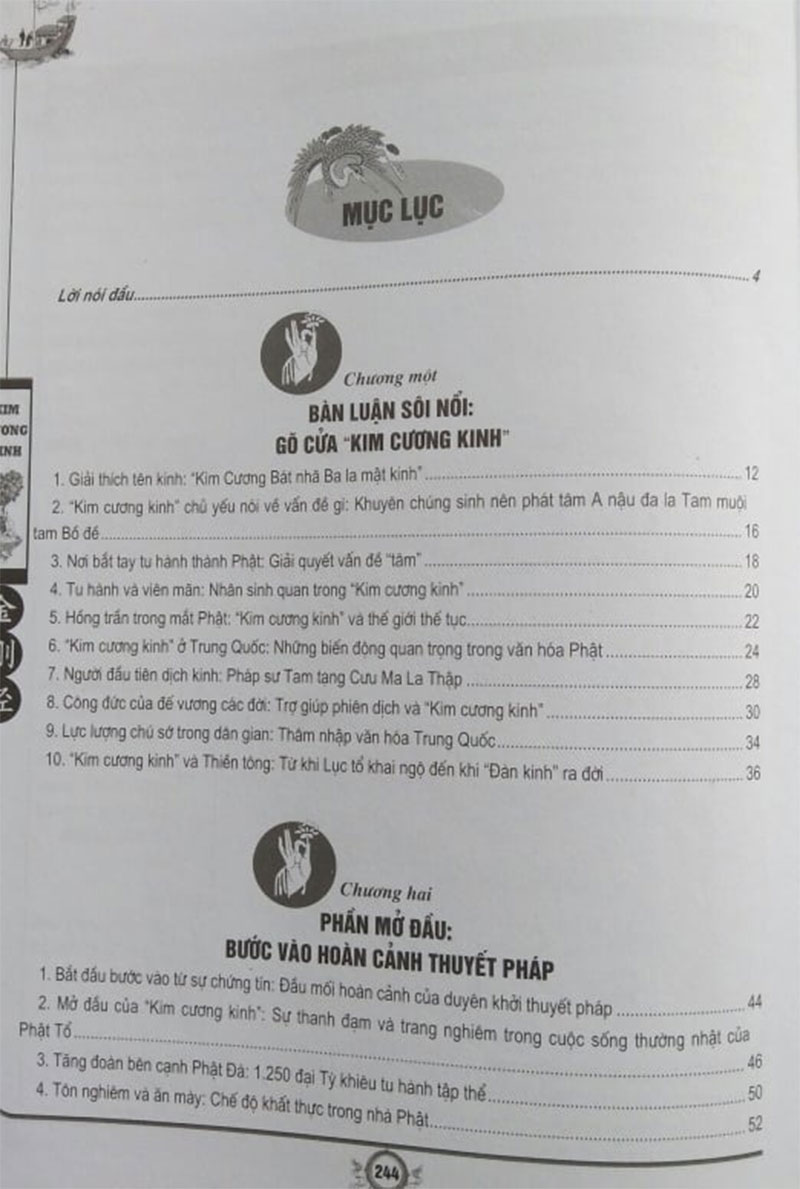 MỤC LỤC
Lời nói đầu........4
Chương một
BÀN LUẬN SÔI NỔI:
GÕ CỬA “KIM CƯƠNG KINH”
1. Giải thích tên kinh: “Kim Cương Bát nhã Ba la mật kinh”........12
2. “Kim cương kinh” chủ yếu nói về vấn đề gì: Khuyên chúng sinh nên phát tâm A nậu đa la Tam muội
tam Bồ đề........16
3. Nơi bắt tay tu hành thành Phật: Giải quyết vấn đề “tâm”........18
4. Tu hành và viên mãn: Nhân sinh quan trong “Kim cương kinh”........20
5. Hồng trần trong mắt Phật: “Kim cương kinh” và thế giới thế tục........22
6. “Kim cương kinh” ở Trung Quốc: Những biến động quan trọng trong văn hóa Phật........24
7. Người đầu tiên dịch kinh: Pháp sư Tam tạng Cưu Ma La Thập........28
8. Công đức của đế vương các đời: Trợ giúp phiên dịch và “Kim cương kinh”........30
9. Lực lượng chú sớ trong dân gian: Thâm nhập văn hóa Trung Quốc........34
10. “Kim cương kinh” và Thiền tông: Từ khi Lục tổ khai ngộ đến khi “Đàn kinh” ra đời........36
Chương hai
PHẦN MỞ ĐẦU:
BƯỚC VÀO HOÀN CẢNH THUYẾT PHÁP
1. Bắt đầu bước vào từ sự chứng tín: Đầu mối hoàn cảnh của duyên khởi thuyết pháp........44
2. Mở đầu của “Kim cương kinh”: Sự thanh đạm và trang nghiêm trong cuộc sống thường nhật của
Phật Tổ........46
3. Tăng đoàn bên cạnh Phật Đà: 1.250 đại Tỳ khiêu tu hành tập thể........50
4. Tôn nghiêm và ăn mày: Chế độ khất thực trong nhà Phật........52
244